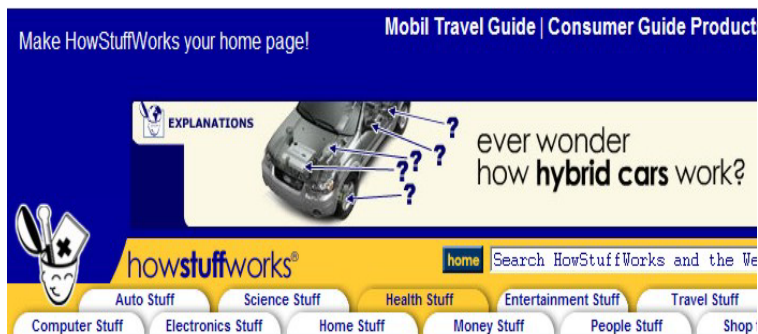 Make HowStuffWorks your home page!
Mobil Travel Guide | Consumer Guide Product
EXPLANATIONS
? ? ? ? ?
ever wonder
how hybrid cars work?
howstuffworks®
home Search HowStuffWorks and the We
Auto Stuff Science Stuff Health Stuff Entertainment Stuff Travel Stuff
Computer Stuff Electronics Stuff Home Stuff Money Stuff People Stuff Shop